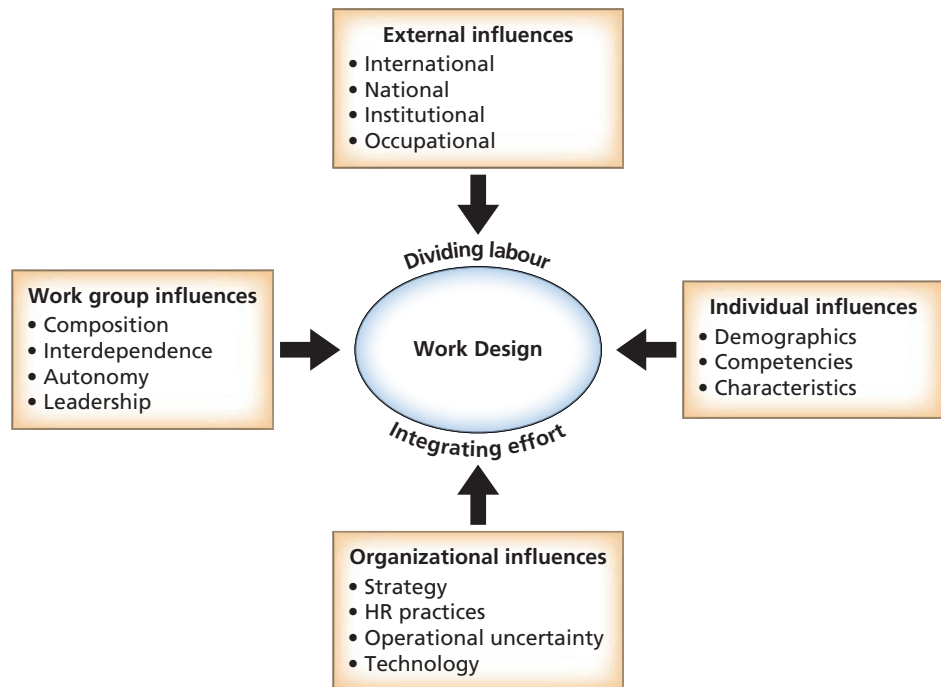 External influences
• International
• National
• Institutional
• Occupational
Dividing labour
Work group influences
• Composition
• Interdependence
• Autonomy
• Leadership
Work Design
Individual influences
• Demographics
• Competencies
• Characteristics
Integrating effort
Organizational influences
• Strategy
• HR practices
• Operational uncertainty
• Technology